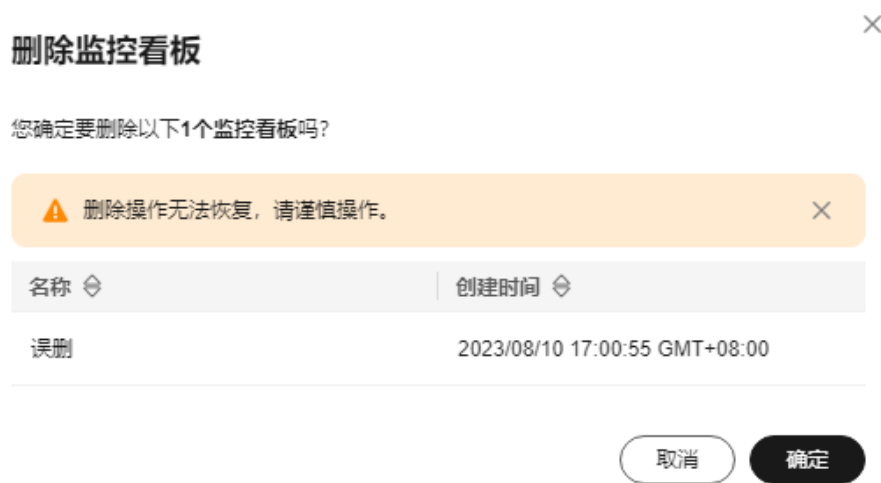 删除监控看板
您确定要删除以下1个监控看板吗?
删除操作无法恢复，请谨慎操作。
名称 创建时间
误删 2023/08/10 17:00:55 GMT+08:00
取消 确定